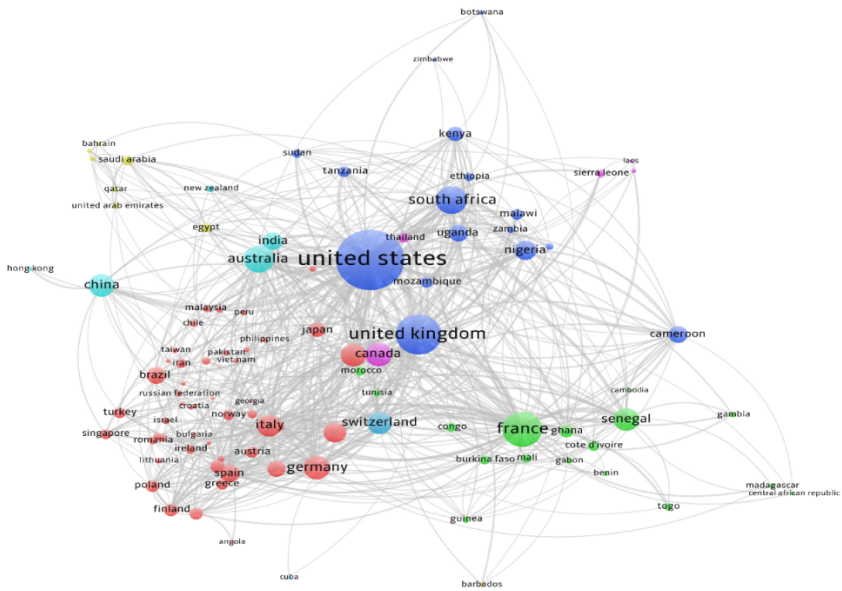 botswana
zimbabwe
kenya
bahrain
saudi arabia
sudan
tanzania
ethiopia
laos
sierra leone
qatar
new zealand
south africa
united arab emirates
malawi
egypt
zambia
india
thailand
uganda
nigeria
australia
united states
hong kong
china
mozambique
malaysia
peru
chile
japan
united kingdom
cameroon
philippines
taiwan
pakistan
canada
iran
viet nam
morocco
brazil
russian federation
tunisia
cambodia
georgia
croatia
turkey
norway
gambia
israel
italy
switzerland
congo
france
ghana
senegal
singapore
romania
bulgaria
ireland
austria
cote d'ivoire
lithuania
burkina faso
mali
gabon
germany
spain
benin
poland
greece
madagascar
central african republic
finland
togo
guinea
angola
cuba
barbados